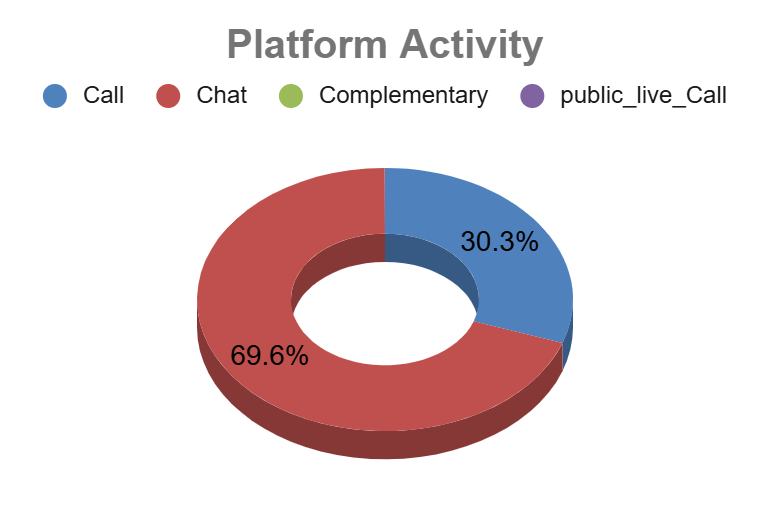 Platform Activity
Call Chat Complementary public_live_Call
30.3%
69.6%